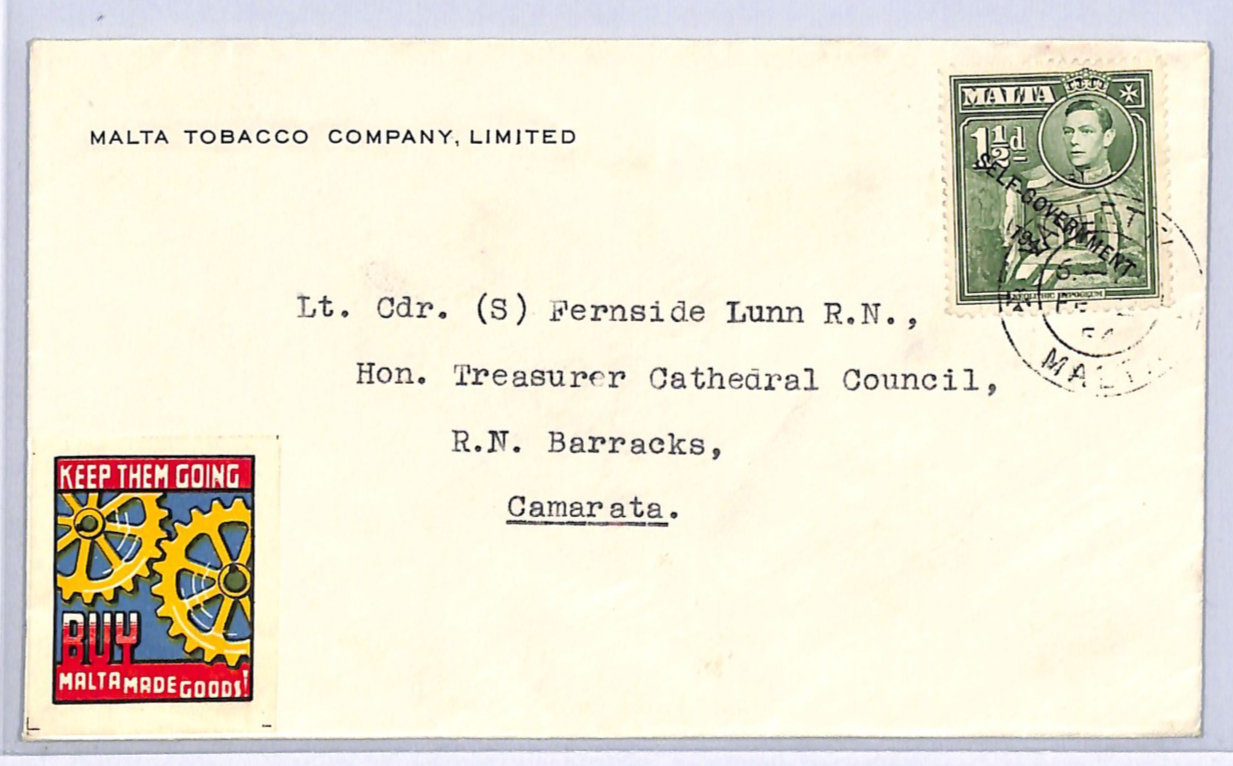 MALTA TOBACCO COMPANY, LIMITED
MALTA
1½d
SELF-GOVERNMENT
1947
MALTA
Lt. Cdr. (S) Fernside Lunn R.N.,
Hon. Treasurer Cathedral Council,
R.N. Barracks,
Camarata.
KEEP THEM GOING
BUY
MALTA MADE GOODS!